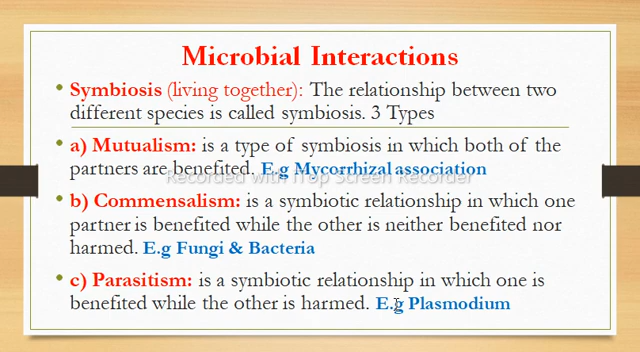 Microbial Interactions
• Symbiosis (living together): The relationship between two
different species is called symbiosis. 3 Types
• a) Mutualism: is a type of symbiosis in which both of the
partners are benefited. E.g Mycorrhizal association
Recorded with iTop Screen Recorder
• b) Commensalism: is a symbiotic relationship in which one
partner is benefited while the other is neither benefited nor
harmed. E.g Fungi & Bacteria
• c) Parasitism: is a symbiotic relationship in which one is
benefited while the other is harmed. E.g Plasmodium